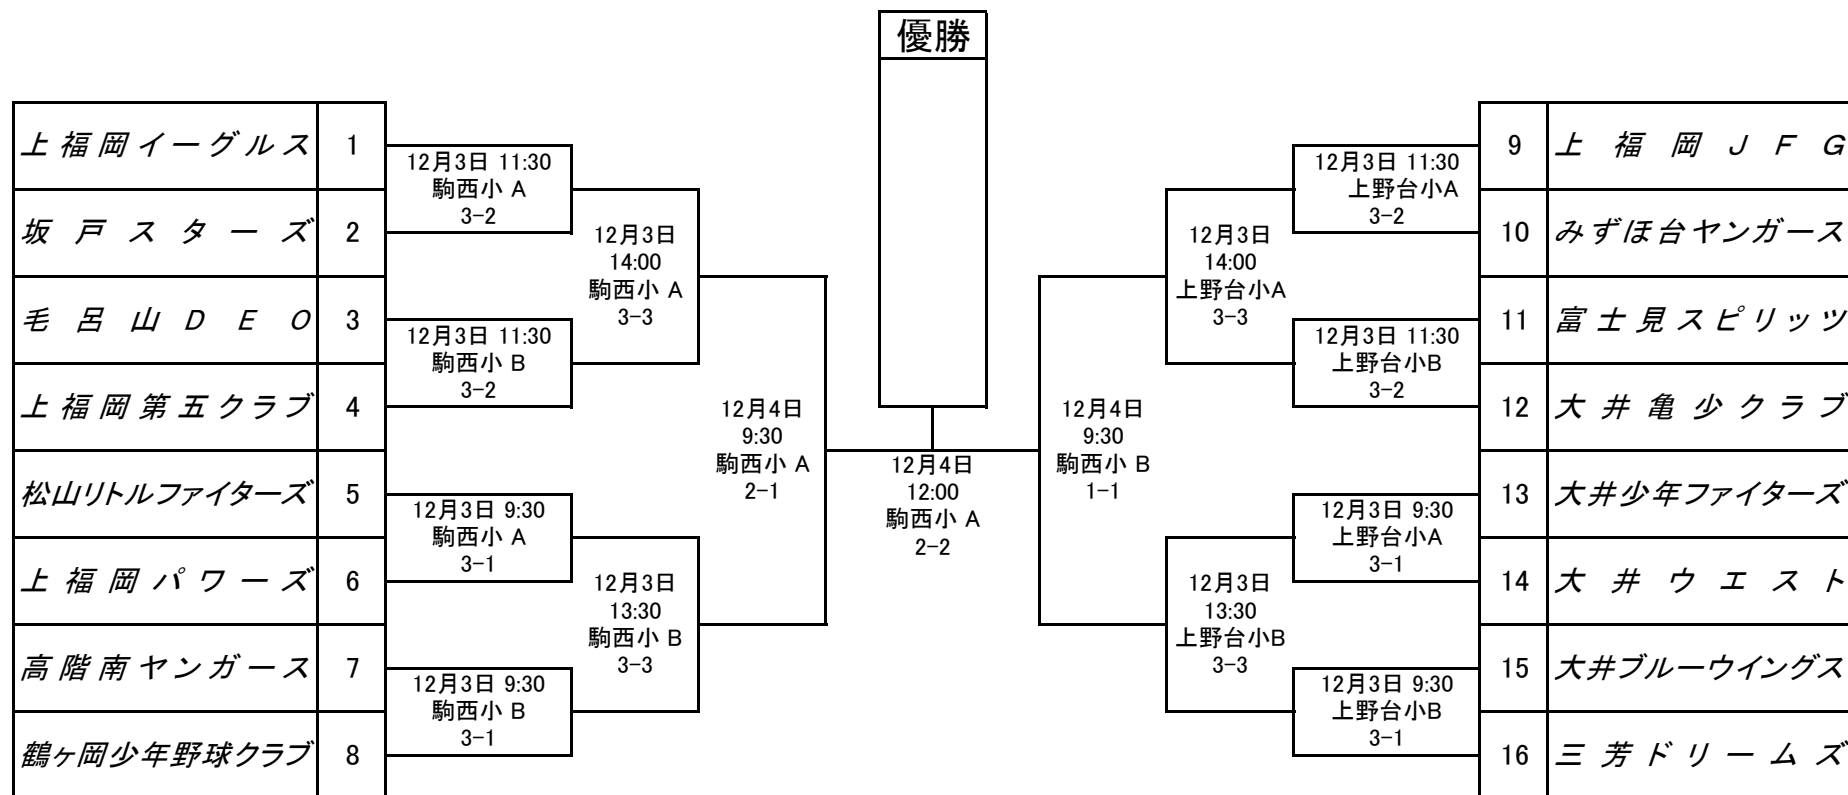 優勝
上福岡イーグルス 1
坂戸スターズ 2
毛呂山DEO 3
上福岡第五クラブ 4
松山リトルファイターズ 5
上福岡パワーズ 6
高階南ヤンガース 7
鶴ヶ岡少年野球クラブ 8
12月3日 11:30
駒西小 A
3-2
12月3日 11:30
駒西小 B
3-2
12月3日 9:30
駒西小 A
3-1
12月3日 9:30
駒西小 B
3-1
12月3日
14:00
駒西小 A
3-3
12月3日
13:30
駒西小 B
3-3
12月4日
9:30
駒西小 A
2-1
12月4日
12:00
駒西小 A
2-2
12月4日
9:30
駒西小 B
1-1
12月3日
14:00
上野台小A
3-3
12月3日
13:30
上野台小B
3-3
12月3日 11:30
上野台小A
3-2
12月3日 11:30
上野台小B
3-2
12月3日 9:30
上野台小A
3-1
12月3日 9:30
上野台小B
3-1
9 上福岡JFG
10 みずほ台ヤンガース
11 富士見スピリッツ
12 大井亀少クラブ
13 大井少年ファイターズ
14 大井ウエスト
15 大井ブルーウイングス
16 三芳ドリームズ